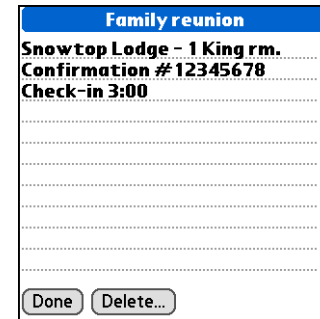 Family reunion
Snowtop Lodge - 1 King rm.
Confirmation #12345678
Check-in 3:00
Done Delete...